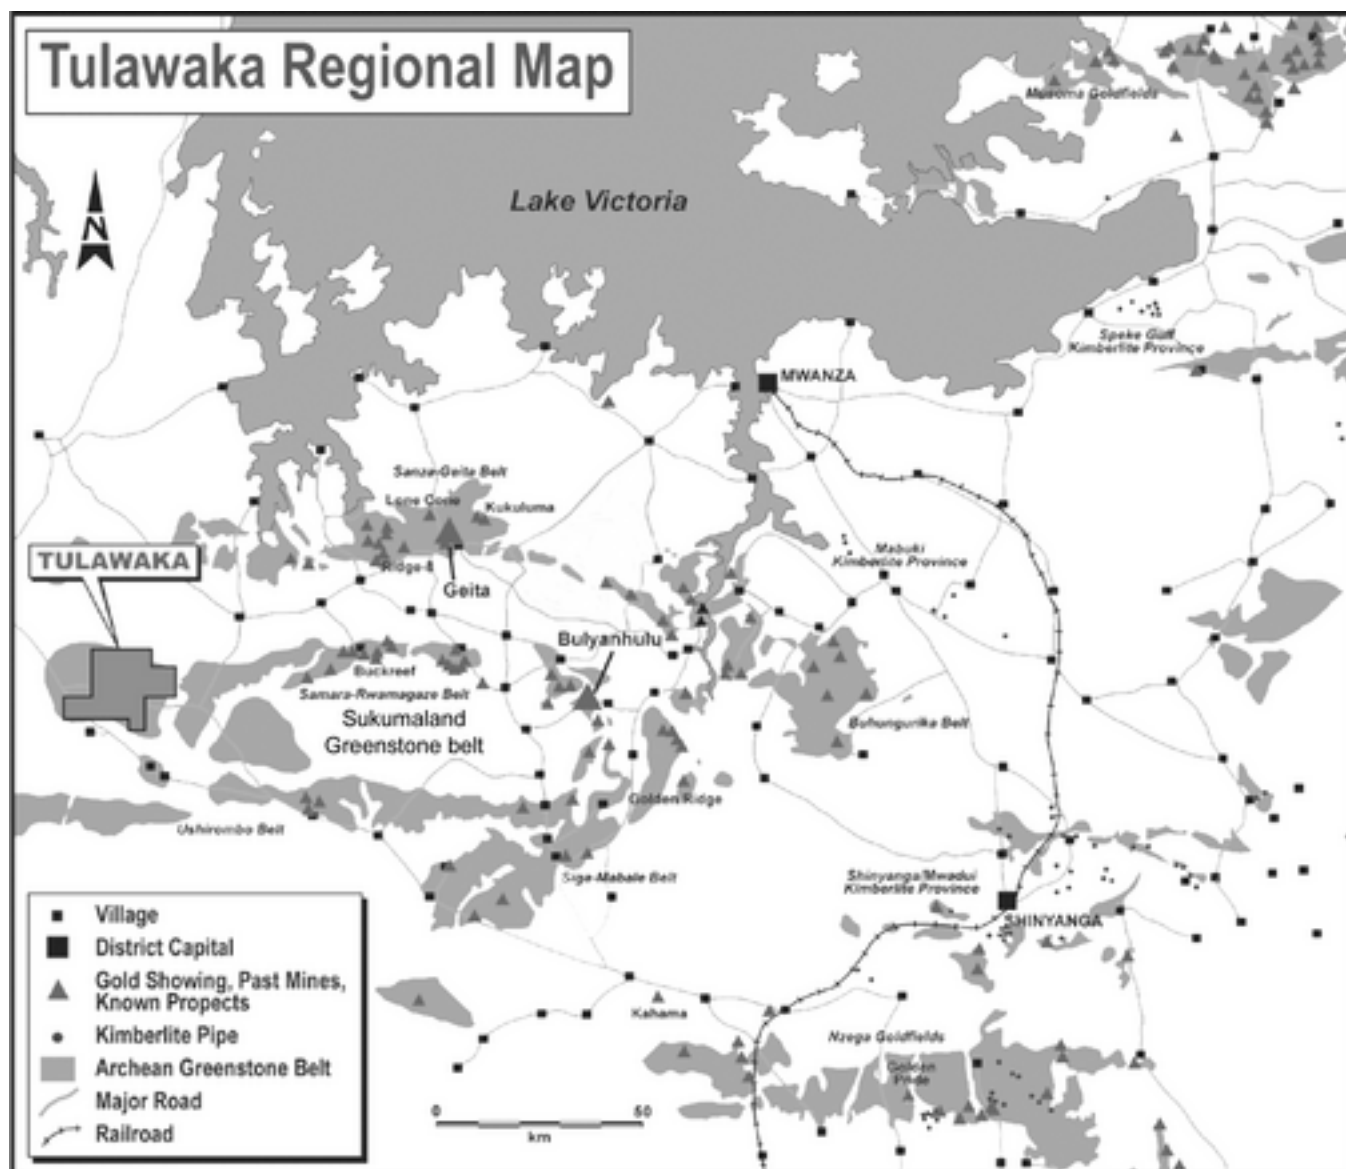 Tulawaka Regional Map
Musoma Goldfields
Lake Victoria
N
Speke Gulf
Kimberlite Province
MWANZA
Sanza-Geita Belt
Lone Cone
Kukuluma
Ridge-8
Geita
Mabuki
Kimberlite Province
TULAWAKA
Bulyanhulu
Buckreef
Samara-Rwamagaze Belt
Sukumaland
Greenstone belt
Buhungurika Belt
Golden Ridge
Ushirombo Belt
Siga-Mabale Belt
Shinyanga/Mwadui
Kimberlite Province
SHINYANGA
Village
District Capital
Gold Showing, Past Mines,
Known Propects
Kimberlite Pipe
Archean Greenstone Belt
Major Road
Railroad
Kahama
Nzega Goldfields
Golden
Pride
0 50
km